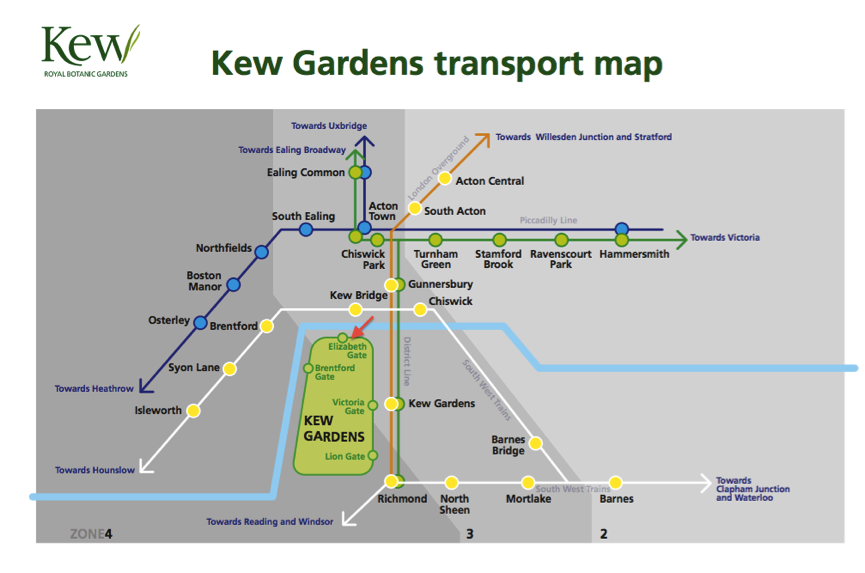 Kew
ROYAL BOTANIC GARDENS
Kew Gardens transport map
Towards Uxbridge
Towards Ealing Broadway
Towards Willesden Junction and Stratford
London Overground
Ealing Common
Acton Central
Acton
Town
South Acton
South Ealing
Piccadilly Line
Towards Victoria
Northfields
Chiswick
Park
Turnham
Green
Stamford
Brook
Ravenscourt
Park
Hammersmith
Boston
Manor
Gunnersbury
Kew Bridge
Chiswick
Osterley
Brentford
Elizabeth
Gate
District Line
Syon Lane
Brentford
Gate
South West Trains
Towards Heathrow
Victoria
Gate
Kew Gardens
Isleworth
KEW
GARDENS
Barnes
Bridge
Lion Gate
Towards Hounslow
Richmond
North
Sheen
Mortlake
South West Trains
Barnes
Towards
Clapham Junction
and Waterloo
Towards Reading and Windsor
ZONE4
3
2